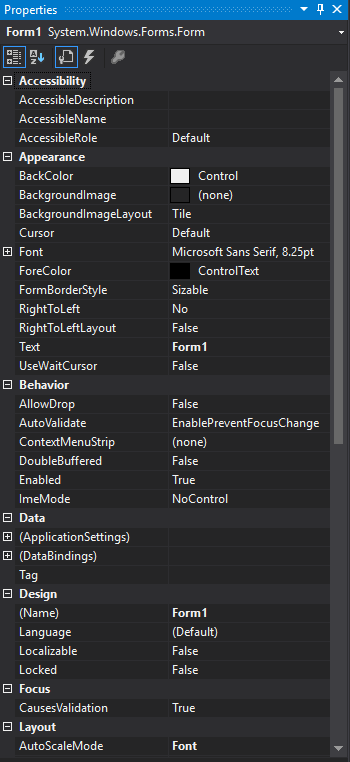 Properties
Form1 System.Windows.Forms.Form
Accessibility
AccessibleDescription
AccessibleName
AccessibleRole Default
Appearance
BackColor Control
BackgroundImage (none)
BackgroundImageLayout Tile
Cursor Default
Font Microsoft Sans Serif, 8.25pt
ForeColor ControlText
FormBorderStyle Sizable
RightToLeft No
RightToLeftLayout False
Text Form1
UseWaitCursor False
Behavior
AllowDrop False
AutoValidate EnablePreventFocusChange
ContextMenuStrip (none)
DoubleBuffered False
Enabled True
ImeMode NoControl
Data
(ApplicationSettings)
(DataBindings)
Tag
Design
(Name) Form1
Language (Default)
Localizable False
Locked False
Focus
CausesValidation True
Layout
AutoScaleMode Font